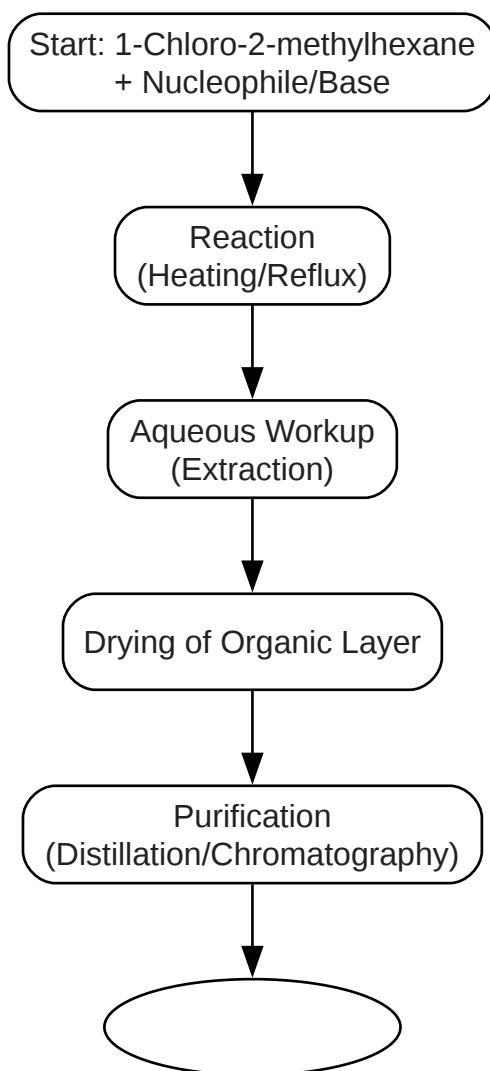 Start: 1-Chloro-2-methylhexane
+ Nucleophile/Base
Reaction
(Heating/Reflux)
Aqueous Workup
(Extraction)
Drying of Organic Layer
Purification
(Distillation/Chromatography)